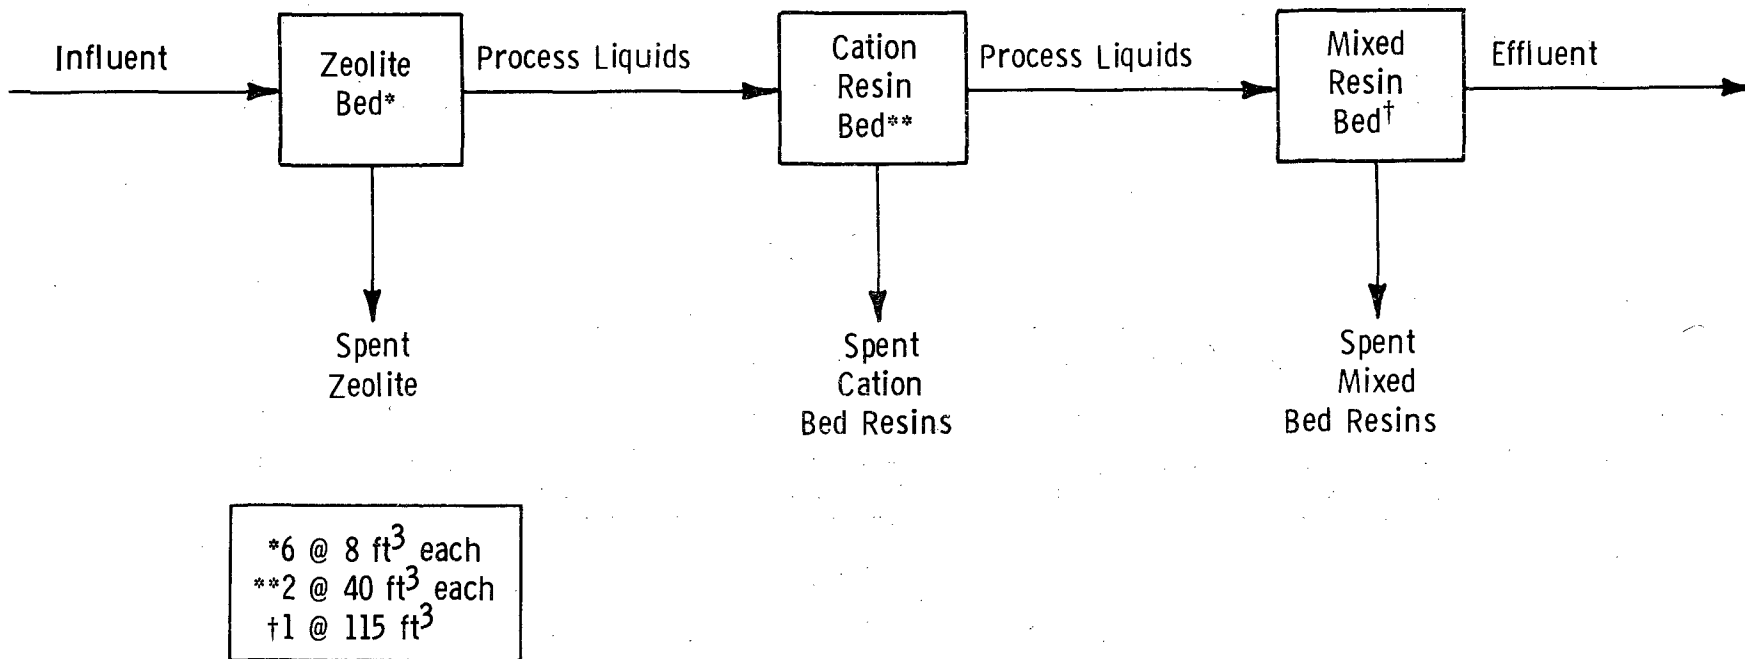 Influent
Zeolite
Bed*
Process Liquids
Cation
Resin
Bed**
Process Liquids
Mixed
Resin
Bed†
Effluent
Spent
Zeolite
Spent
Cation
Bed Resins
Spent
Mixed
Bed Resins
*6 @ 8 ft³ each
**2 @ 40 ft³ each
†1 @ 115 ft³